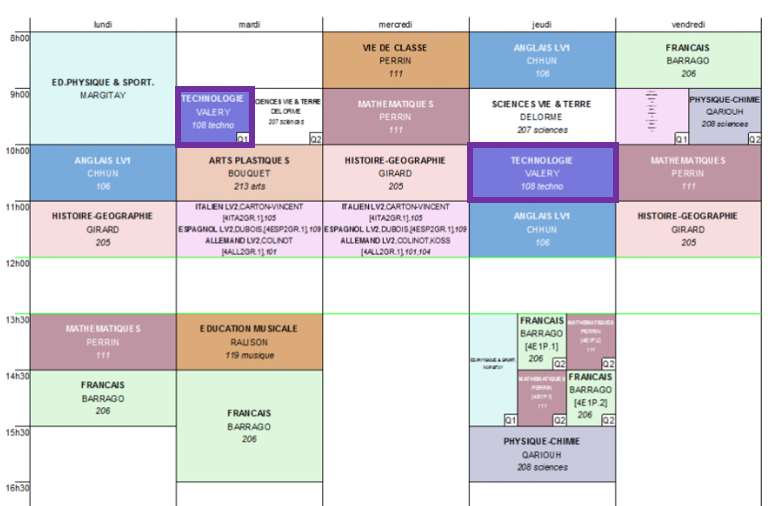 lundi
mardi
mercredi
jeudi
vendredi
8h00
9h00
10h00
11h00
12h00
13h30
14h30
15h30
16h30
ED.PHYSIQUE & SPORT.
MARGITAY
ANGLAIS LV1
CHHUN
106
HISTOIRE-GEOGRAPHIE
GIRARD
205
MATHEMATIQUES
PERRIN
111
FRANCAIS
BARRAGO
206
TECHNOLOGIE
VALERY
108 techno
Q1
SCIENCES VIE & TERRE
DELORME
207 sciences
Q2
ARTS PLASTIQUES
BOUQUET
213 arts
ITALIEN LV2,CARTON-VINCENT
[4ITA2GR.1],105
ESPAGNOL LV2,DUBOIS,[4ESP2GR.1],109
ALLEMAND LV2,COLINOT
[4ALL2GR.1],101
EDUCATION MUSICALE
RALISON
119 musique
FRANCAIS
BARRAGO
206
VIE DE CLASSE
PERRIN
111
MATHEMATIQUES
PERRIN
111
HISTOIRE-GEOGRAPHIE
GIRARD
205
ITALIEN LV2,CARTON-VINCENT
[4ITA2GR.1],105
ESPAGNOL LV2,DUBOIS,[4ESP2GR.1],109
ALLEMAND LV2,COLINOT,KOSS
[4ALL2GR.1],101,104
ANGLAIS LV1
CHHUN
106
SCIENCES VIE & TERRE
DELORME
207 sciences
TECHNOLOGIE
VALERY
108 techno
ANGLAIS LV1
CHHUN
106
ED.PHYSIQUE & SPORT.
MARGITAY
Q1
FRANCAIS
BARRAGO
[4E1P.1]
206
Q2
MATHEMATIQUES
PERRIN
[4E1P.2]
111
Q2
MATHEMATIQUES
PERRIN
[4E1P.1]
111
Q2
FRANCAIS
BARRAGO
[4E1P.2]
206
Q2
PHYSIQUE-CHIMIE
QARIOUH
208 sciences
FRANCAIS
BARRAGO
206
Q1
PHYSIQUE-CHIMIE
QARIOUH
208 sciences
Q2
MATHEMATIQUES
PERRIN
111
HISTOIRE-GEOGRAPHIE
GIRARD
205